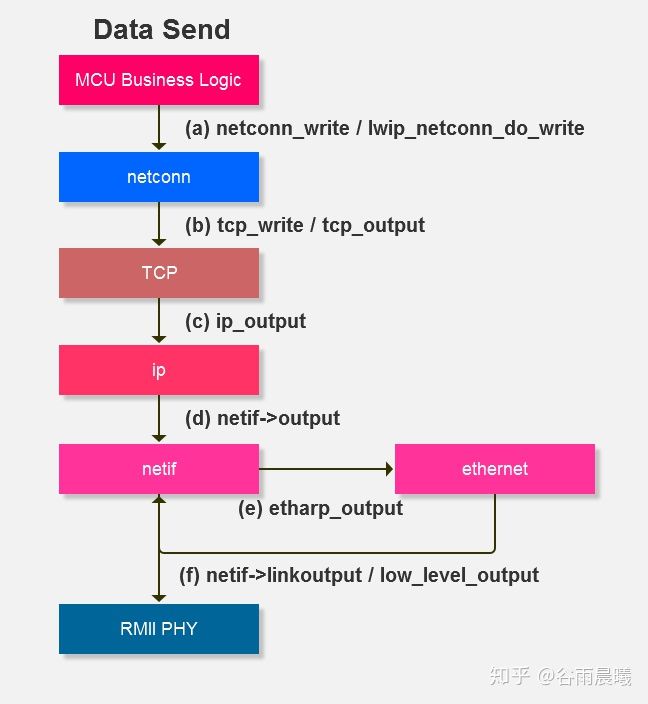 Data Send
MCU Business Logic
(a) netconn_write / lwip_netconn_do_write
netconn
(b) tcp_write / tcp_output
TCP
(c) ip_output
ip
(d) netif->output
netif
ethernet
(e) etharp_output
(f) netif->linkoutput / low_level_output
RMII PHY
知乎 @谷雨晨曦